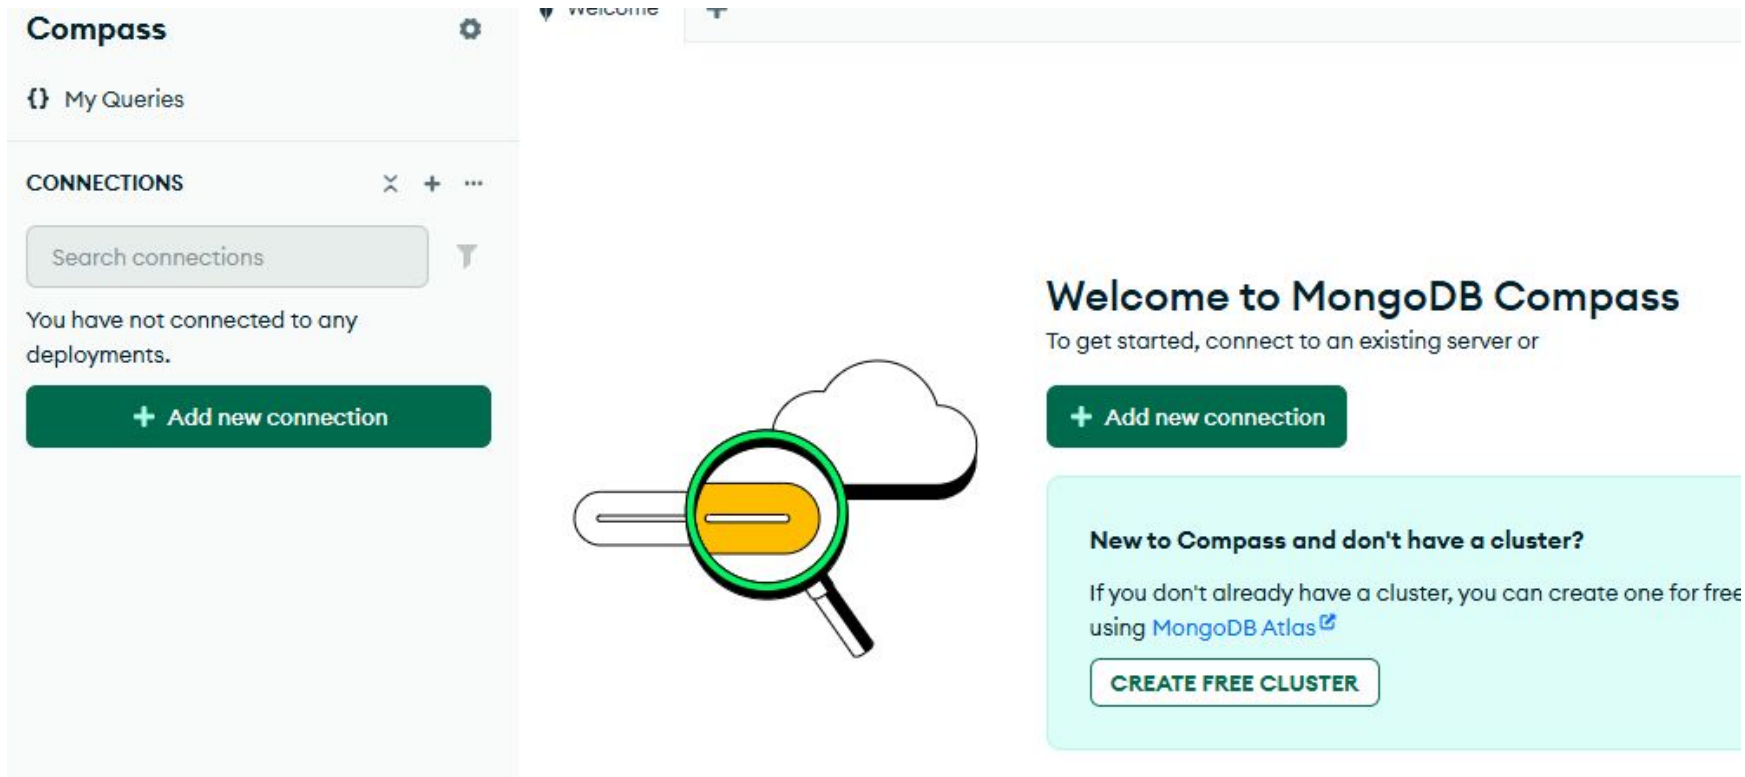 Compass
{} My Queries
CONNECTIONS
Search connections
You have not connected to any
deployments.
+ Add new connection
Welcome
Welcome to MongoDB Compass
To get started, connect to an existing server or
+ Add new connection
New to Compass and don't have a cluster?
If you don't already have a cluster, you can create one for free
using MongoDB Atlas
CREATE FREE CLUSTER